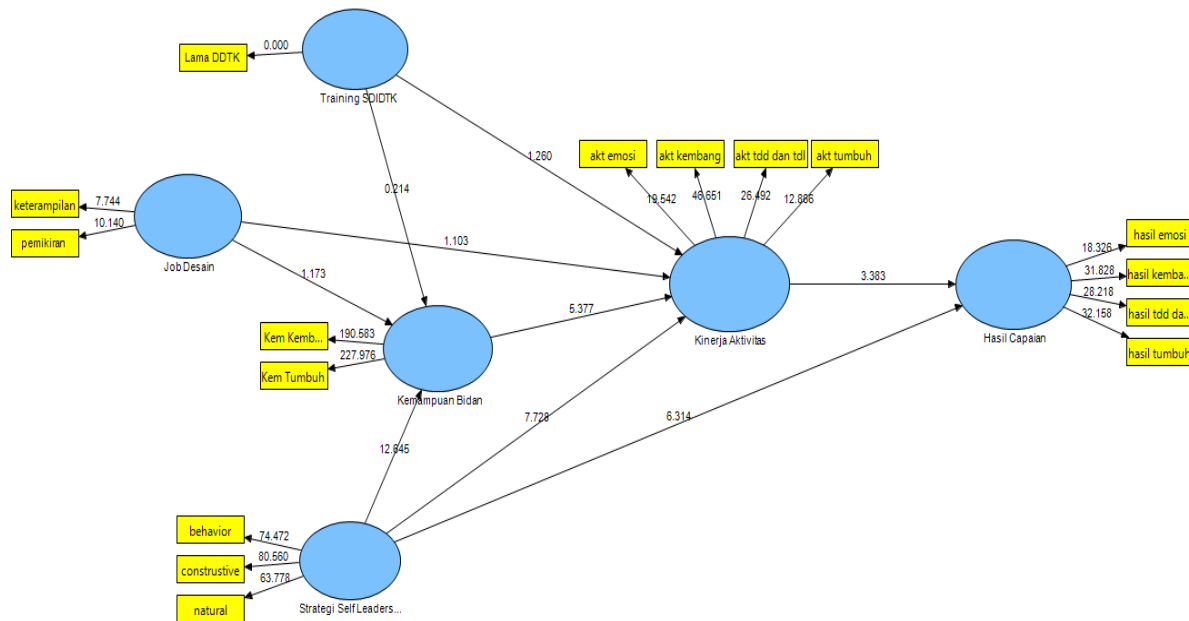 Lama DDTK
0.000
Training SDIDTK
1.260
0.214
akt emosi
akt kembang
akt tdd dan tdl
akt tumbuh
19.542
46.651
26.492
12.886
keterampilan
7.744
pemikiran
10.140
Job Desain
1.103
1.173
hasil emosi
18.326
hasil kemba...
31.828
hasil tdd da...
28.218
hasil tumbuh
32.158
Hasil Capaian
3.383
Kinerja Aktivitas
5.377
Kem Kemb...
190.583
Kem Tumbuh
227.976
Kemampuan Bidan
7.728
6.314
12.645
behavior
74.472
construstive
80.560
natural
63.778
Strategi Self Leaders...